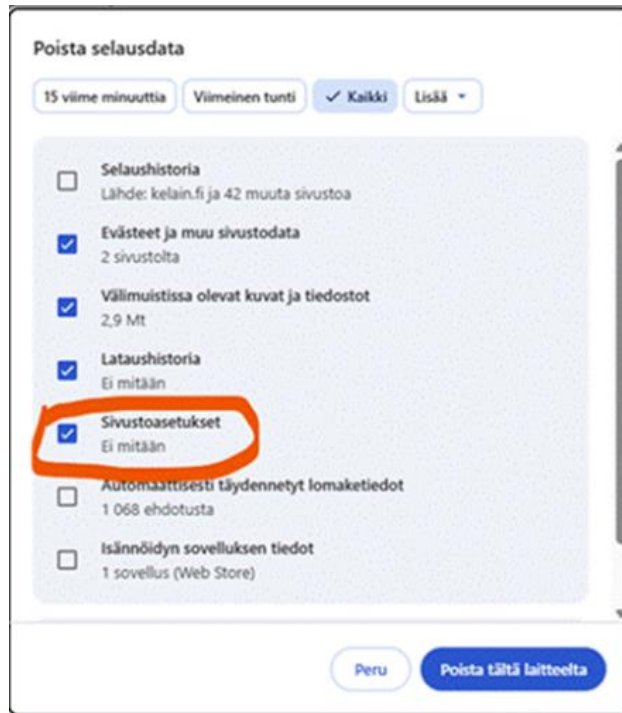 Poista selausdata
15 viime minuuttia Viimeinen tunti Kaikki Lisää
Selaushistoria
Lähde: kelain.fi ja 42 muuta sivustoa
Evästeet ja muu sivustodata
2 sivustolta
Välimuistissa olevat kuvat ja tiedostot
2,9 Mt
Lataushistoria
Ei mitään
Sivustoasetukset
Ei mitään
Automaattisesti täydennetyt lomaketiedot
1 068 ehdotusta
Isännöidyn sovelluksen tiedot
1 sovellus (Web Store)
Peru Poista tältä laitteelta